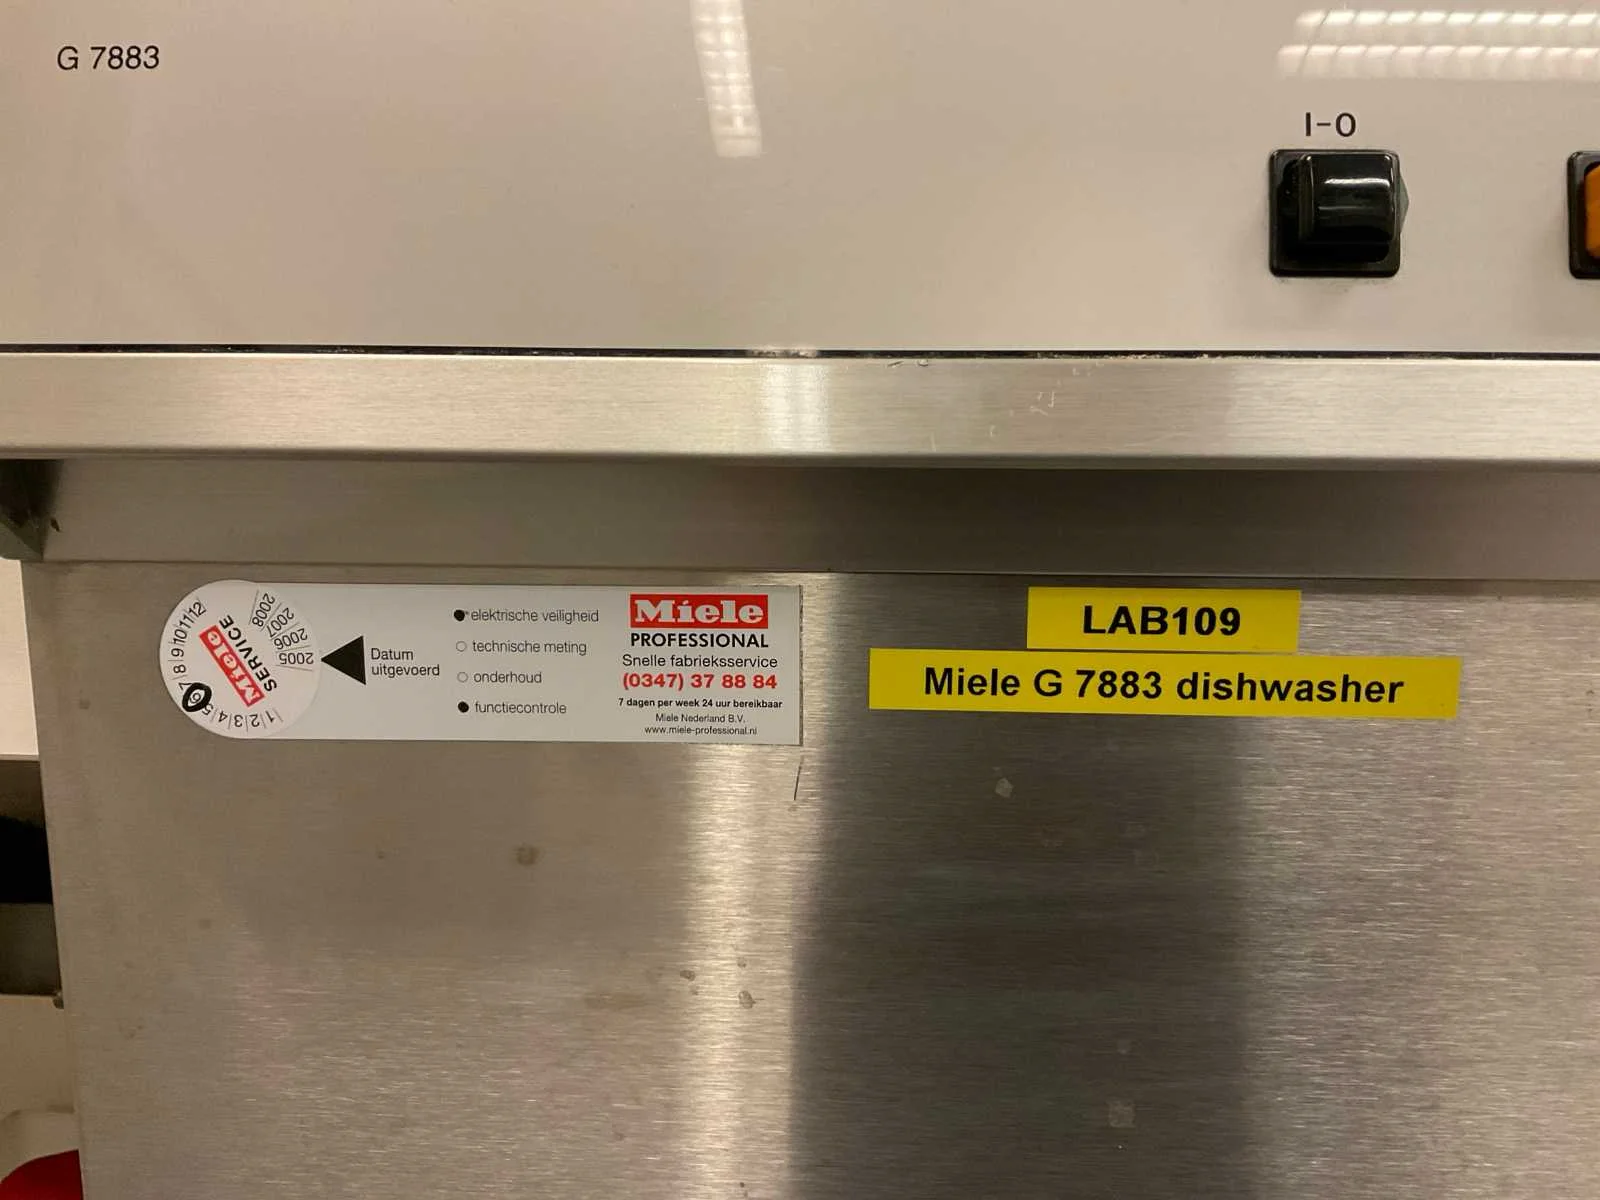 G 7883
I-O
12
11
10
9
8
7
6
5
4
3
2
1
Miele
SERVICE
2008
2007
2006
2005
Datum
uitgevoerd
elektrische veiligheid
technische meting
onderhoud
functiecontrole
Miele
PROFESSIONAL
Snelle fabrieksservice
(0347) 37 88 84
7 dagen per week 24 uur bereikbaar
Miele Nederland B.V.
www.miele-professional.nl
LAB109
Miele G 7883 dishwasher